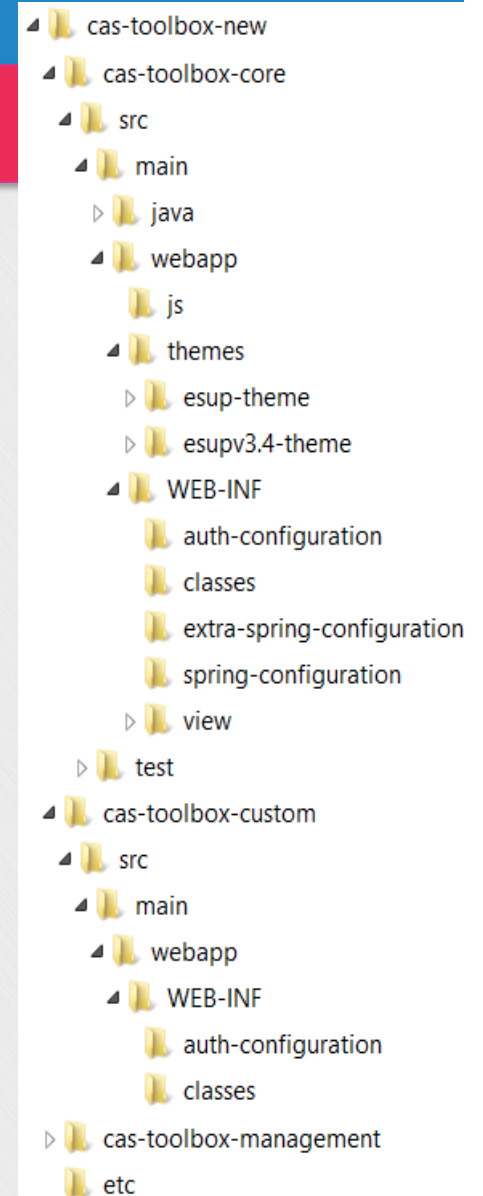 cas-toolbox-new
cas-toolbox-core
src
main
java
webapp
js
themes
esup-theme
esupv3.4-theme
WEB-INF
auth-configuration
classes
extra-spring-configuration
spring-configuration
view
test
cas-toolbox-custom
src
main
webapp
WEB-INF
auth-configuration
classes
cas-toolbox-management
etc